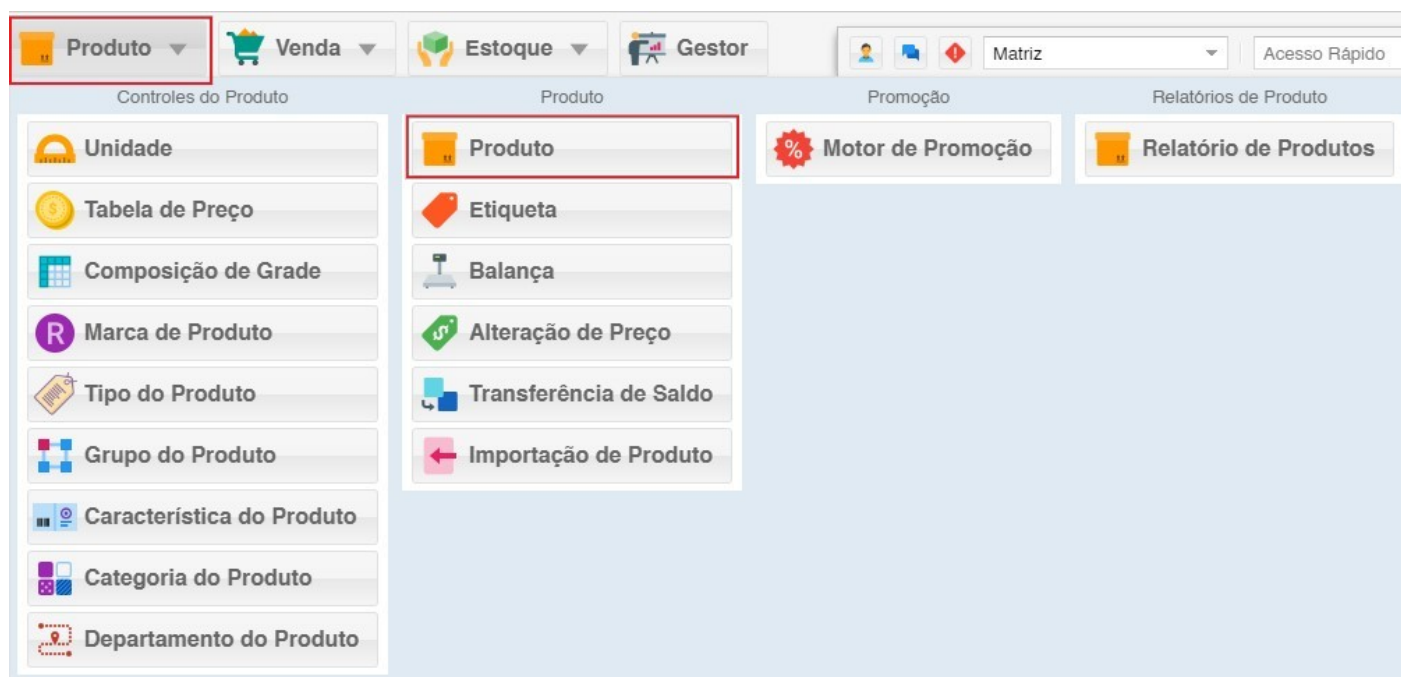 Produto
Venda
Estoque
Gestor
Matriz
Acesso Rápido
Controles do Produto
Unidade
Tabela de Preço
Composição de Grade
Marca de Produto
Tipo do Produto
Grupo do Produto
Característica do Produto
Categoria do Produto
Departamento do Produto
Produto
Produto
Etiqueta
Balança
Alteração de Preço
Transferência de Saldo
Importação de Produto
Promoção
Motor de Promoção
Relatórios de Produto
Relatório de Produtos